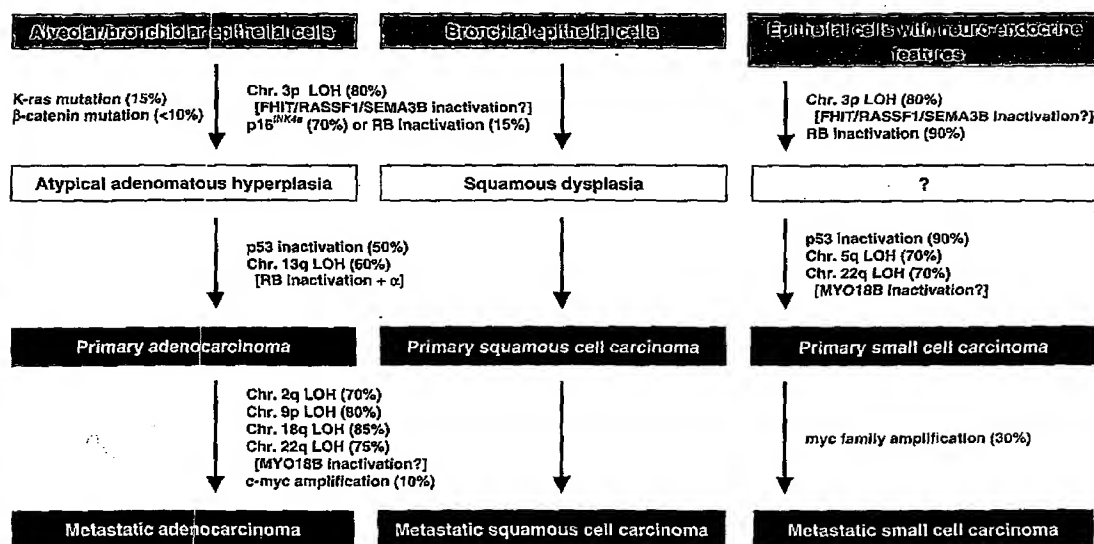 Alveolar/bronchiolar epithelial cells
Bronchial epithelial cells
Epithelial cells with neuro-endocrine
features
K-ras mutation (15%)
β-catenin mutation (<10%)
Chr. 3p LOH (80%)
[FHIT/RASSF1/SEMA3B inactivation?]
p16INK4a (70%) or RB inactivation (15%)
Chr. 3p LOH (80%)
[FHIT/RASSF1/SEMA3B inactivation?]
RB inactivation (90%)
Atypical adenomatous hyperplasia
Squamous dysplasia
?
p53 inactivation (50%)
Chr. 13q LOH (60%)
[RB inactivation + α]
p53 inactivation (90%)
Chr. 5q LOH (70%)
Chr. 22q LOH (70%)
[MYO18B inactivation?]
Primary adenocarcinoma
Primary squamous cell carcinoma
Primary small cell carcinoma
Chr. 2q LOH (70%)
Chr. 9p LOH (80%)
Chr. 18q LOH (85%)
Chr. 22q LOH (75%)
[MYO18B inactivation?]
c-myc amplification (10%)
myc family amplification (30%)
Metastatic adenocarcinoma
Metastatic squamous cell carcinoma
Metastatic small cell carcinoma